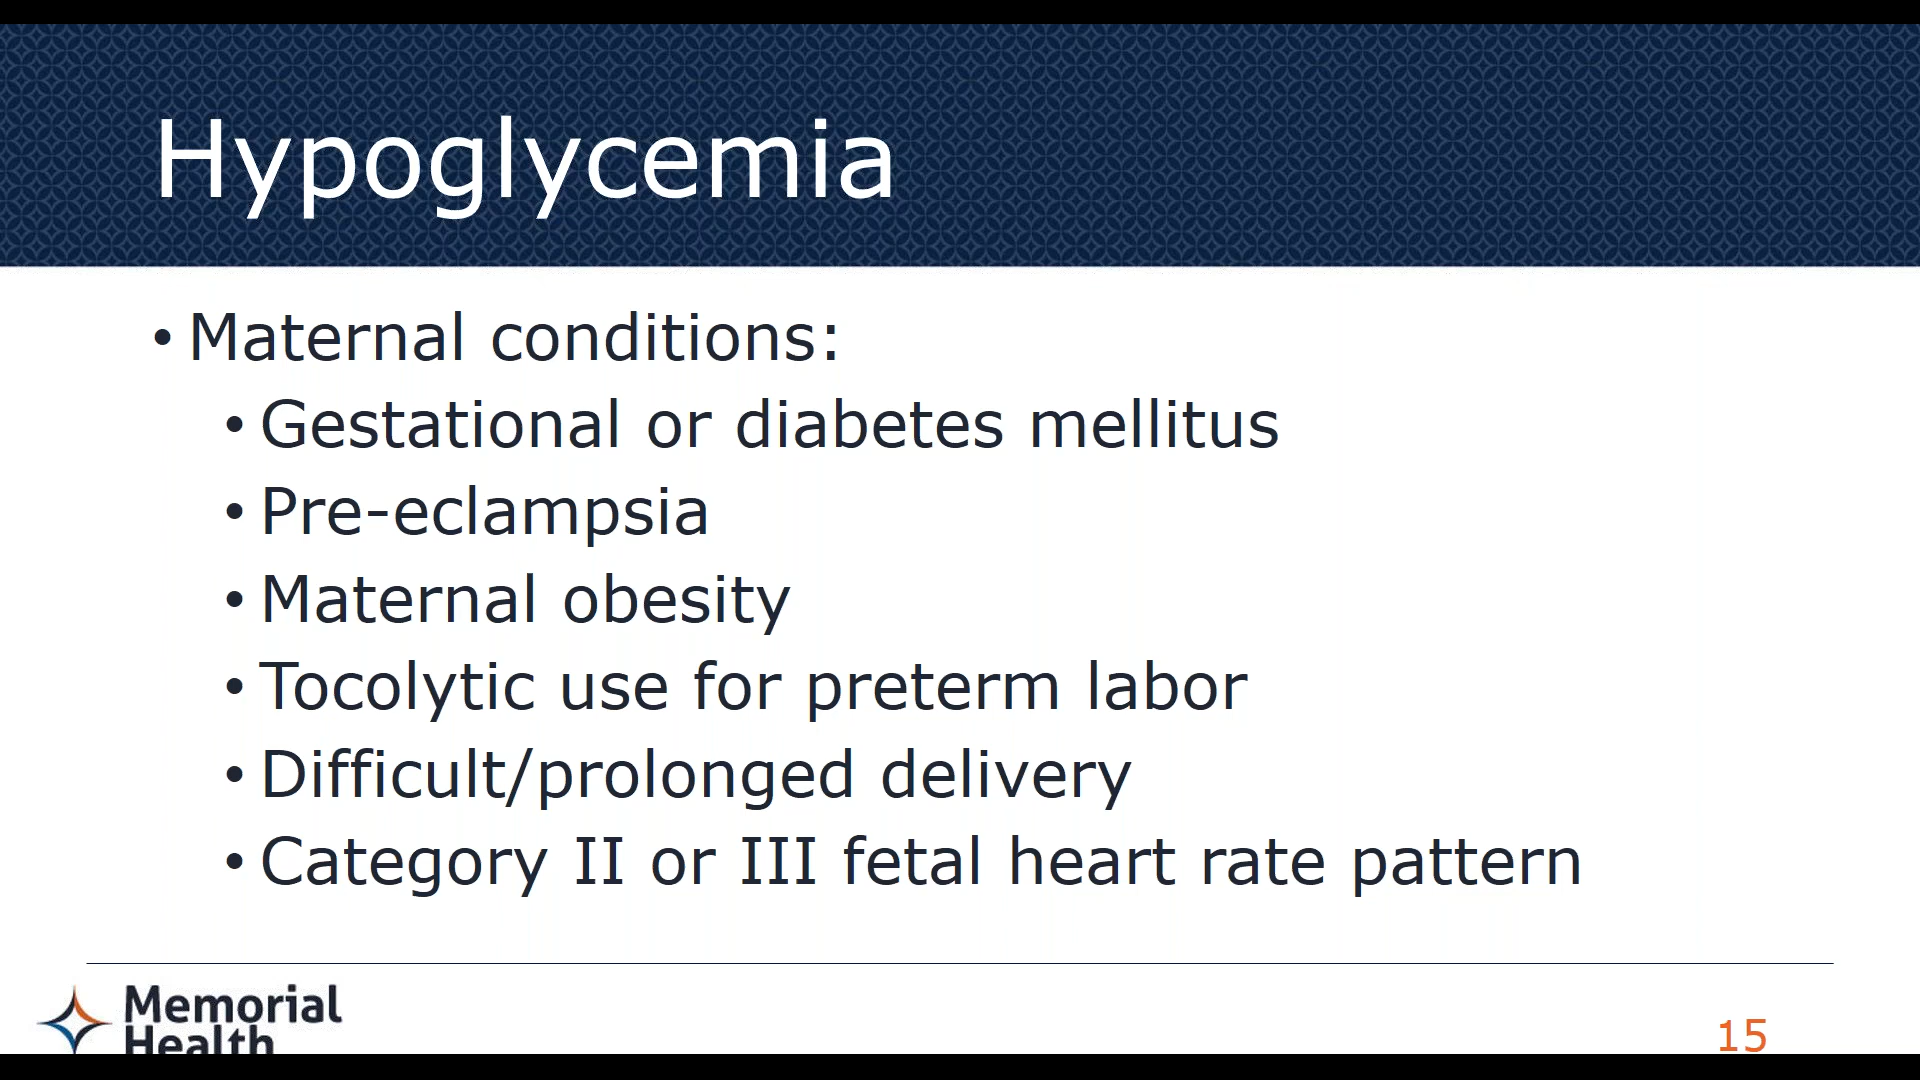 Hypoglycemia
• Maternal conditions:
• Gestational or diabetes mellitus
• Pre-eclampsia
• Maternal obesity
• Tocolytic use for preterm labor
• Difficult/prolonged delivery
• Category II or III fetal heart rate pattern
Memorial
Health
15